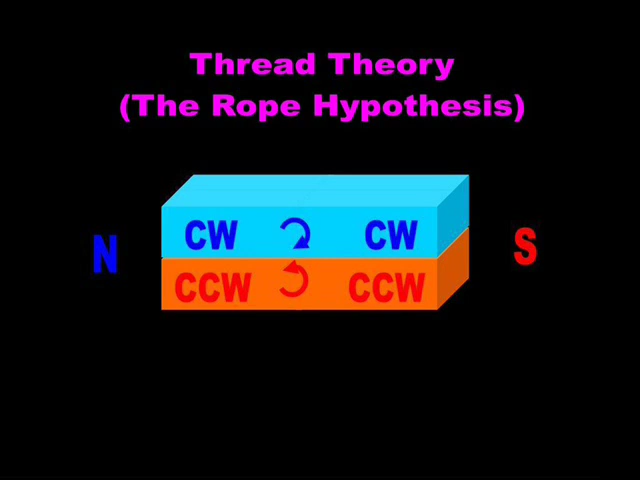 Thread Theory
(The Rope Hypothesis)
CW CW
N S
CCW CCW